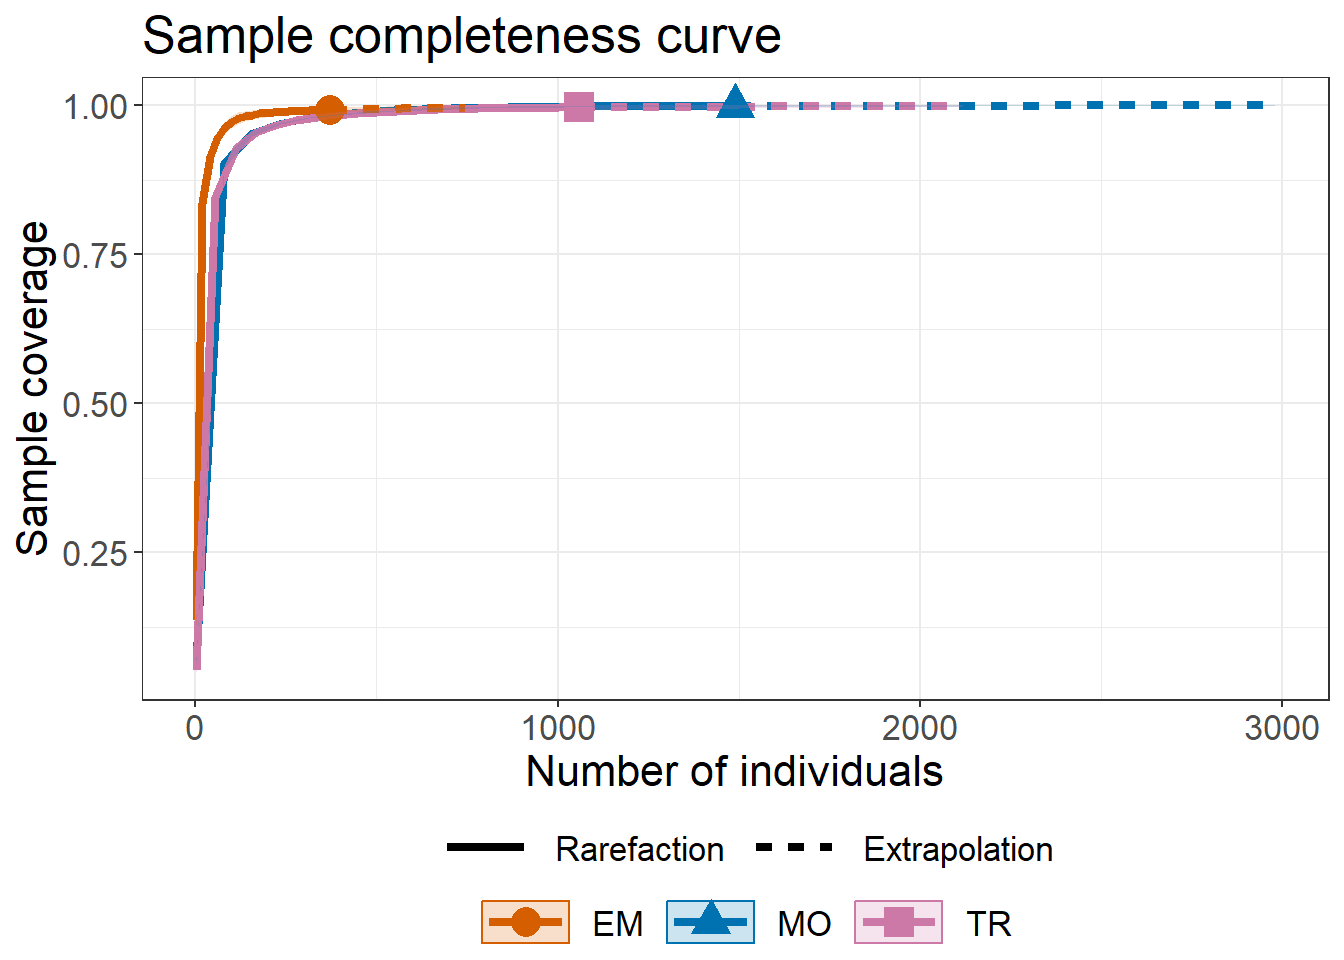 Sample completeness curve
1.00
0.75
0.50
0.25
Sample coverage
0 1000 2000 3000
Number of individuals
Rarefaction Extrapolation
EM MO TR